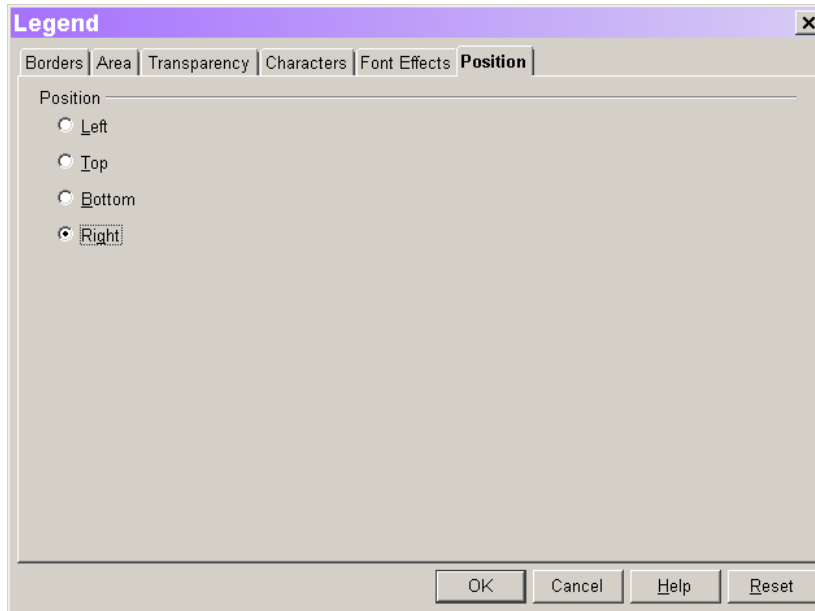 Legend
Borders Area Transparency Characters Font Effects Position
Position
Left
Top
Bottom
Right
OK Cancel Help Reset